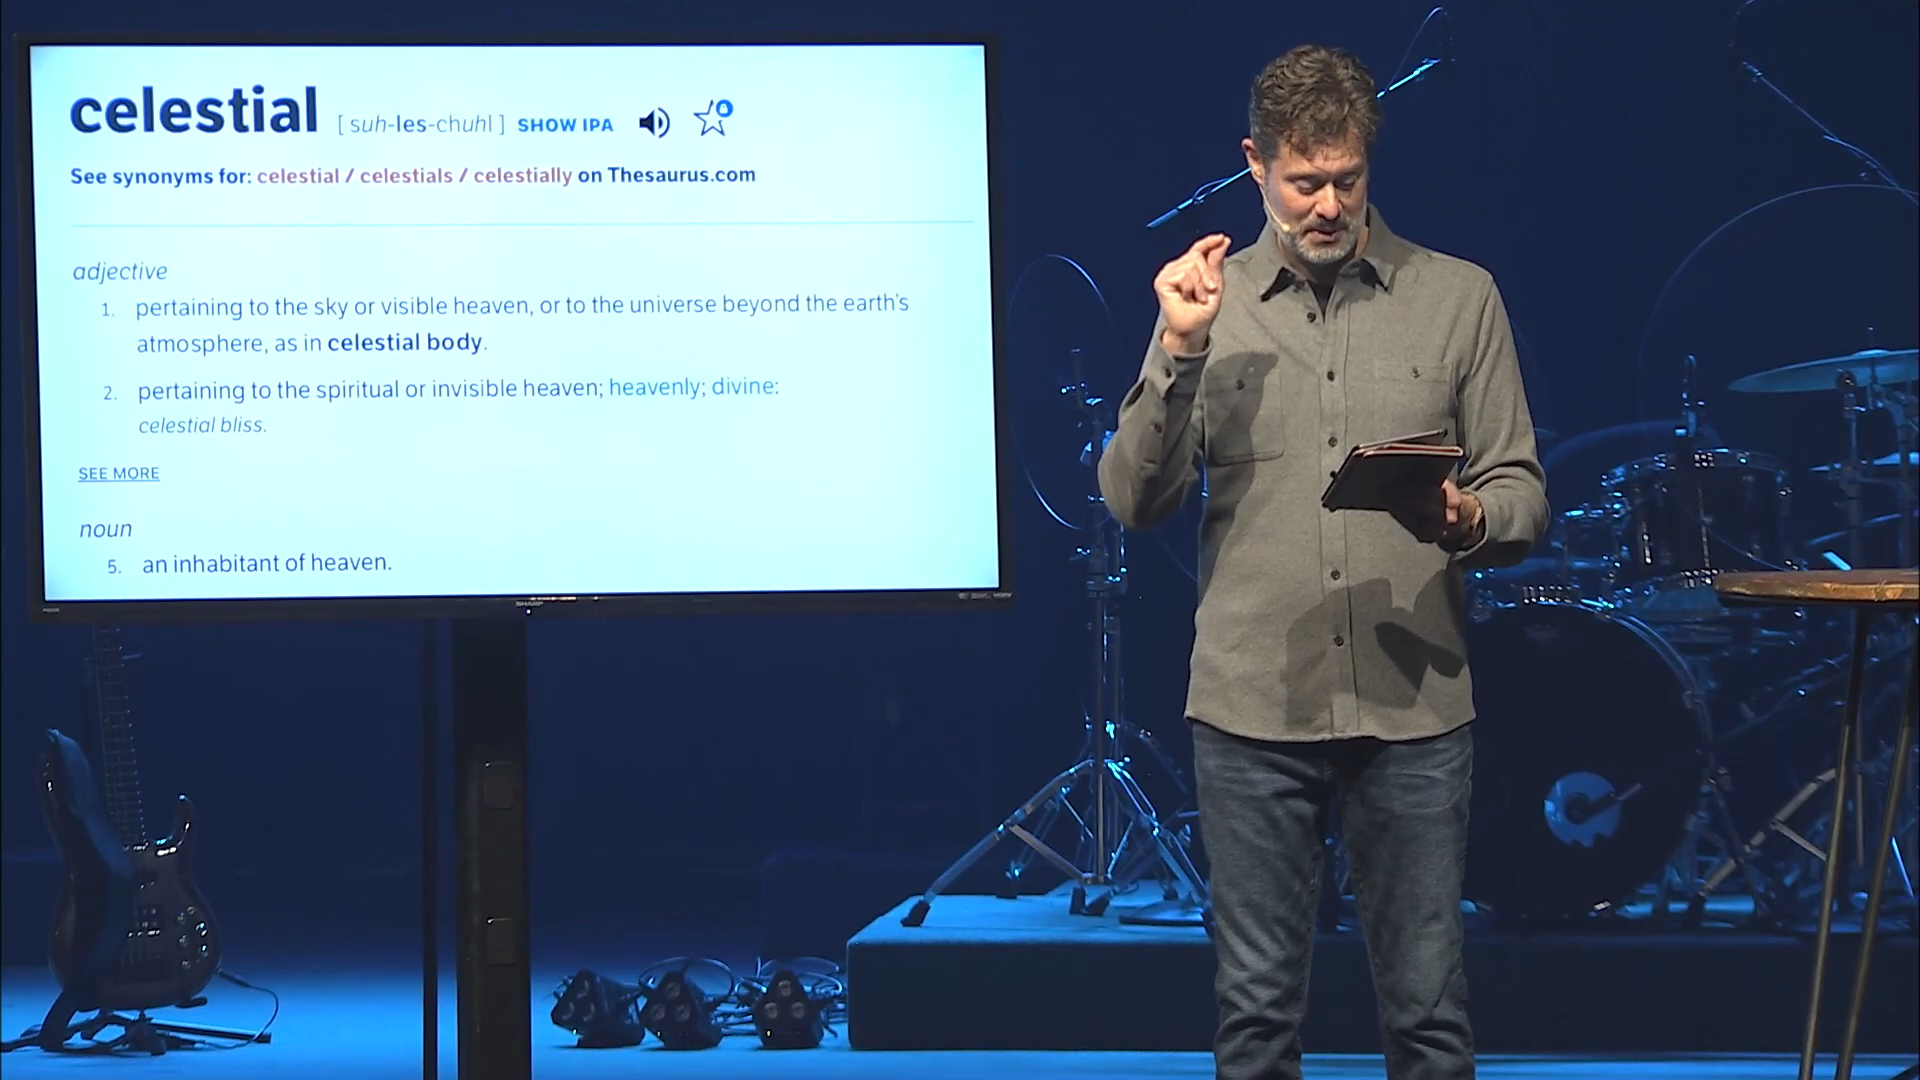 celestial [ suh-les-chuhl ] SHOW IPA
See synonyms for: celestial / celestials / celestially on Thesaurus.com
adjective
1. pertaining to the sky or visible heaven, or to the universe beyond the earth's
atmosphere, as in celestial body.
2. pertaining to the spiritual or invisible heaven; heavenly; divine:
celestial bliss.
SEE MORE
noun
5. an inhabitant of heaven.
SHARP